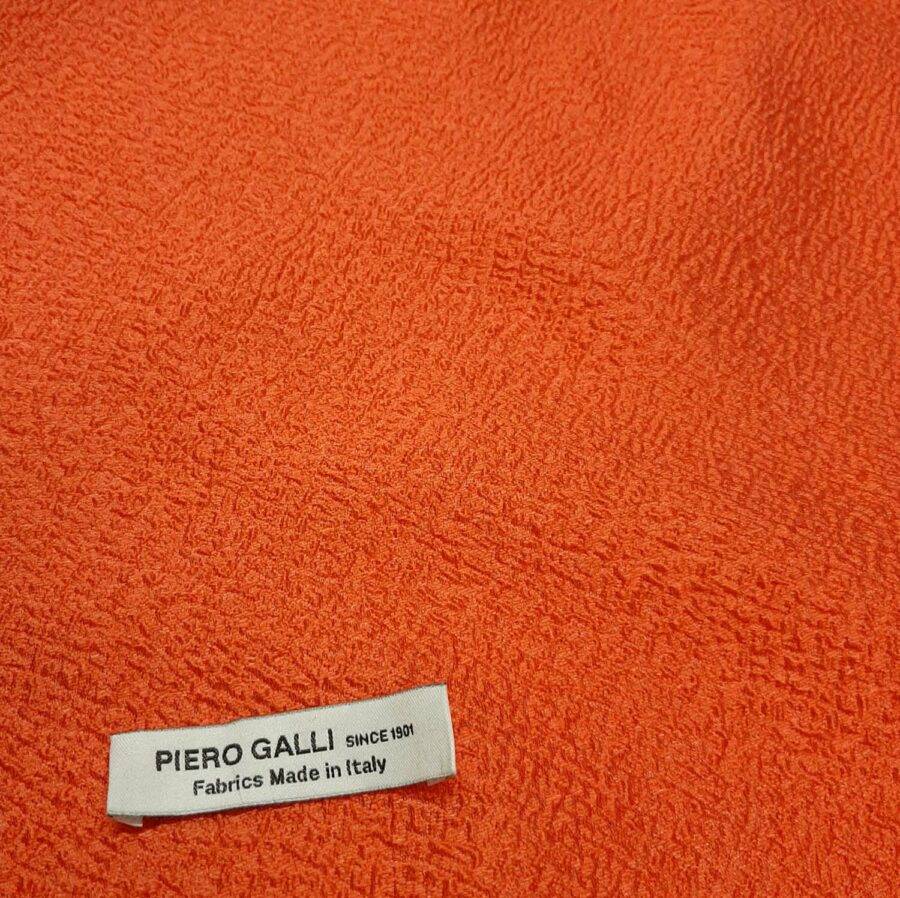 PIERO GALLI SINCE 1901
Fabrics Made in Italy